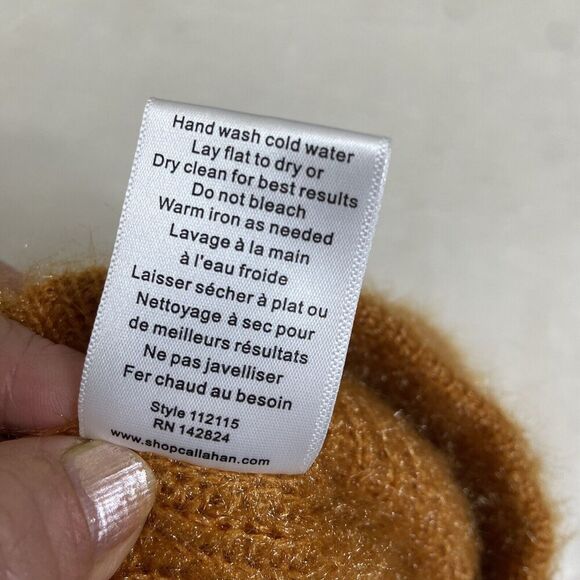 Hand wash cold water
Lay flat to dry or
Dry clean for best results
Do not bleach
Warm iron as needed
Lavage à la main
à l'eau froide
Laisser sécher à plat ou
Nettoyage à sec pour
de meilleurs résultats
Ne pas javelliser
Fer chaud au besoin
Style 112115
RN 142824
www.shopcallahan.com